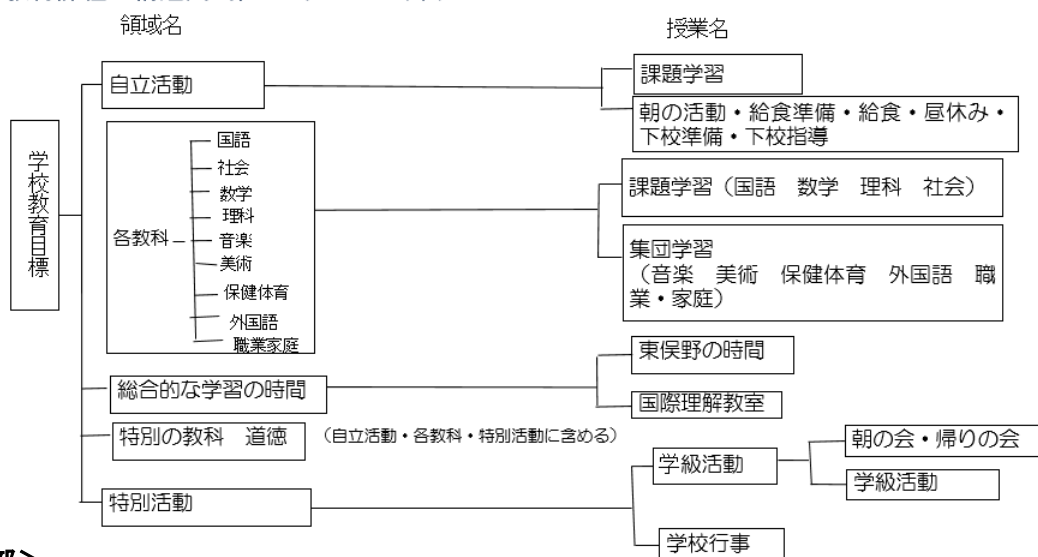 領域名
授業名
学校教育目標
自立活動
課題学習
朝の活動・給食準備・給食・昼休み・
下校準備・下校指導
各教科
国語
社会
数学
理科
音楽
美術
保健体育
外国語
職業家庭
課題学習（国語　数学　理科　社会）
集団学習
（音楽　美術　保健体育　外国語　職
業・家庭）
総合的な学習の時間
東俣野の時間
国際理解教室
特別の教科　道徳
（自立活動・各教科・特別活動に含める）
特別活動
学級活動
朝の会・帰りの会
学級活動
学校行事